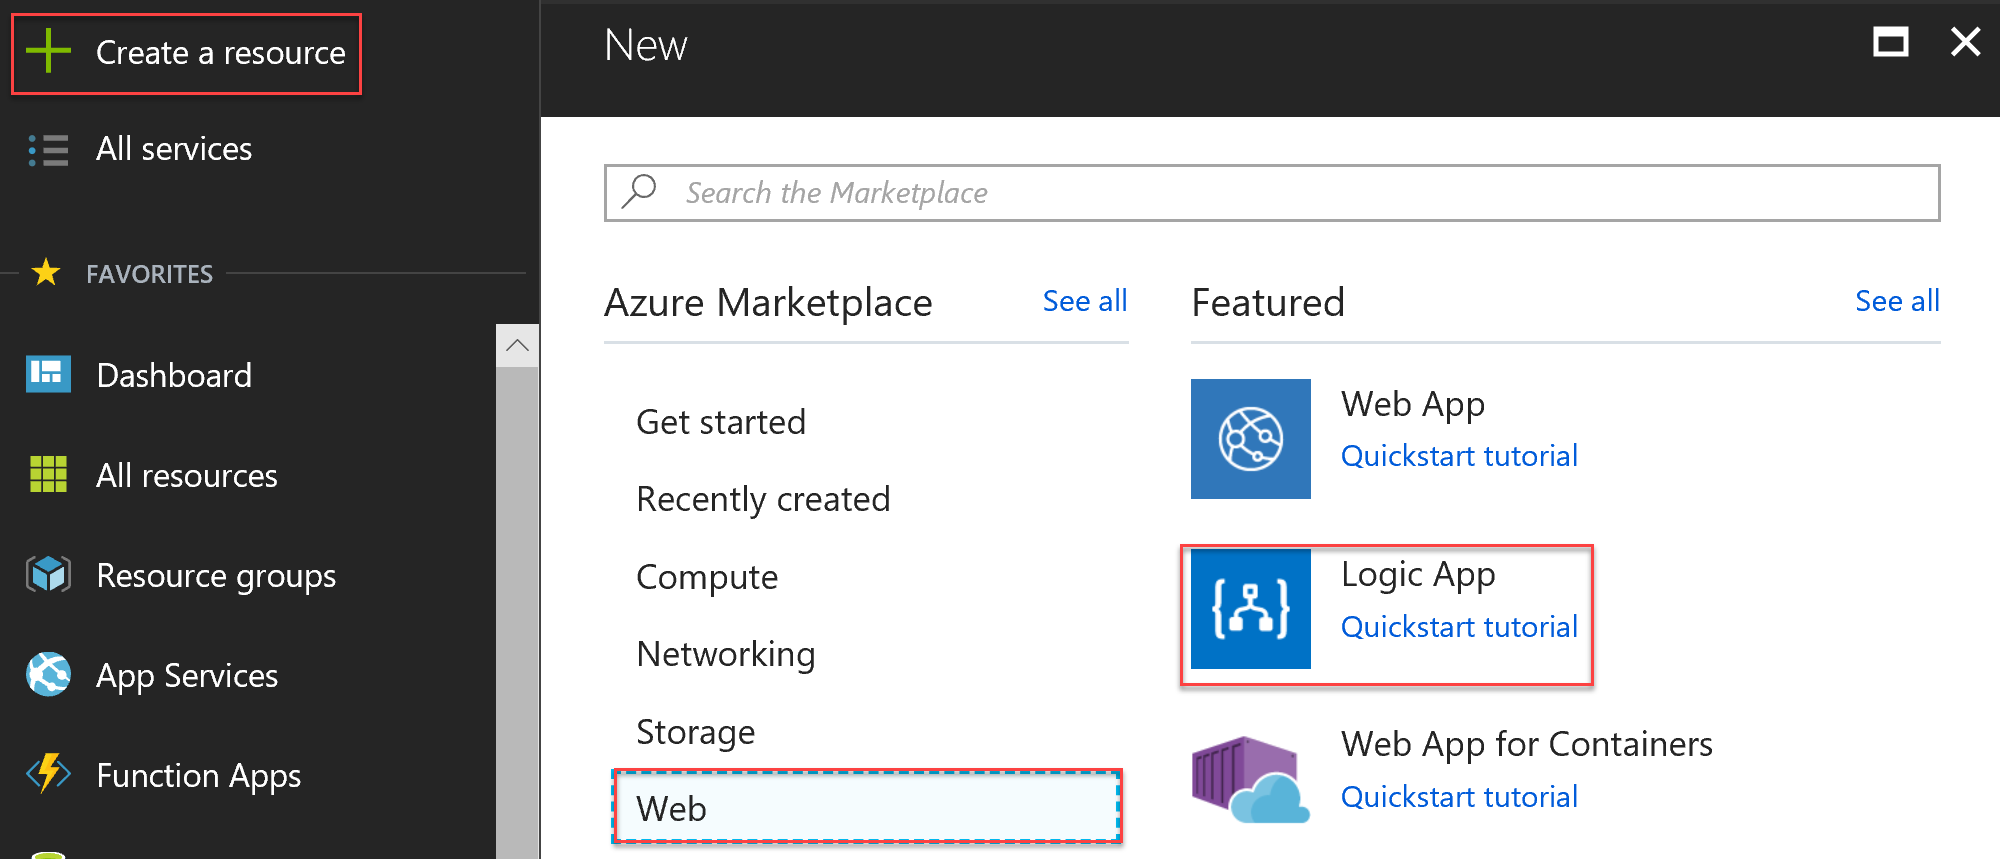 Create a resource
All services
FAVORITES
Dashboard
All resources
Resource groups
App Services
Function Apps
New
Search the Marketplace
Azure Marketplace See all
Get started
Recently created
Compute
Networking
Storage
Web
Featured See all
Web App
Quickstart tutorial
Logic App
Quickstart tutorial
Web App for Containers
Quickstart tutorial